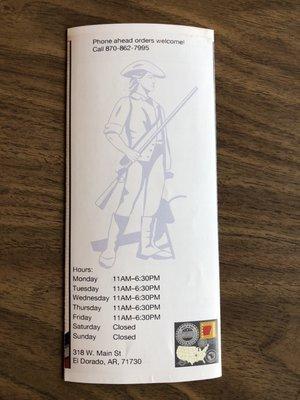 Phone ahead orders welcome!
Call 870-862-7995
Hours:
Monday 11AM–6:30PM
Tuesday 11AM–6:30PM
Wednesday 11AM–6:30PM
Thursday 11AM–6:30PM
Friday 11AM–6:30PM
Saturday Closed
Sunday Closed
318 W. Main St
El Dorado, AR, 71730